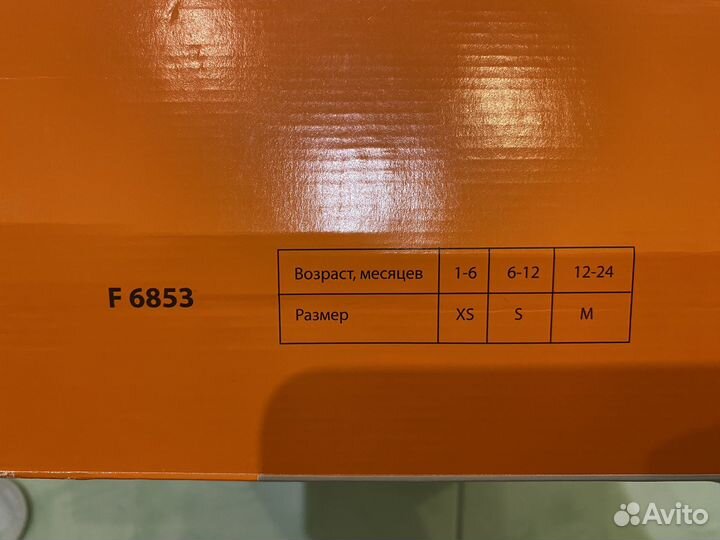 F 6853
Возраст, месяцев 1-6 6-12 12-24
Размер XS S M
Avito